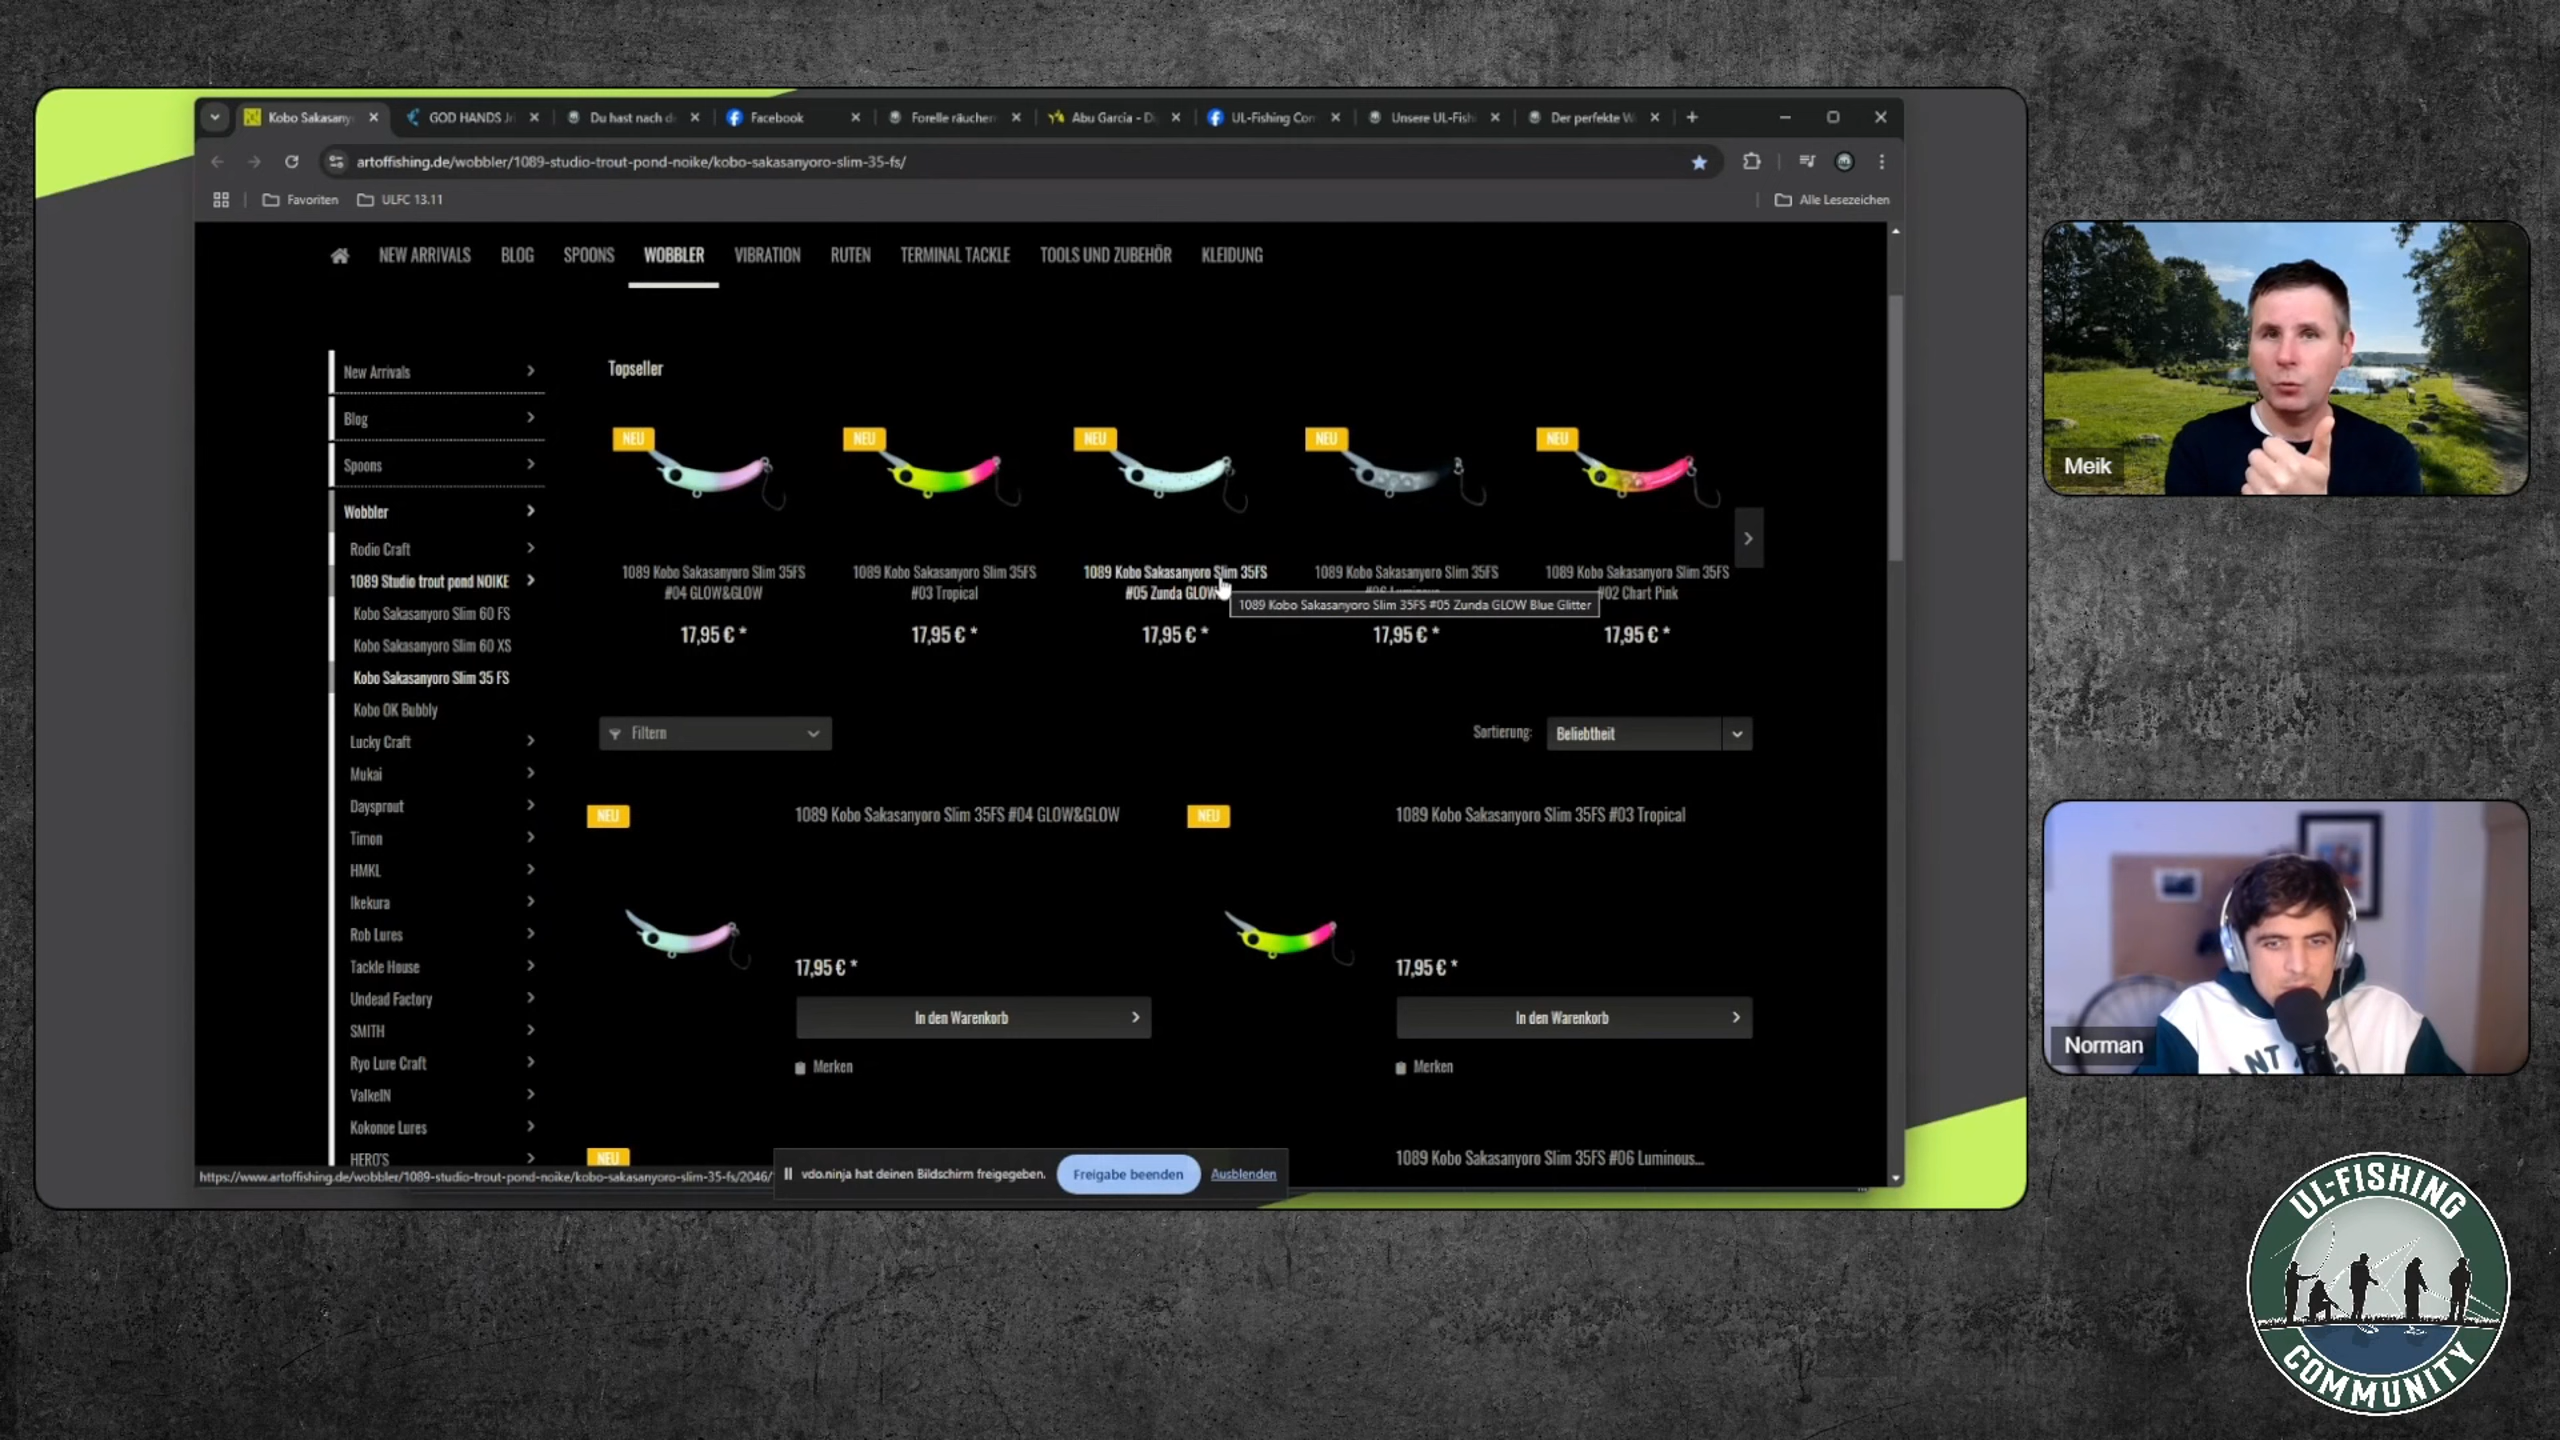 Kobo Sakasany
GOD HANDS J
Du hast nach d
Facebook
Forelle räuchern
Abu Garcia - D
UL-Fishing Con
Unsere UL-Fish
Der perfekte W
artoffishing.de/wobbler/1089-studio-trout-pond-noike/kobo-sakasanyoro-slim-35-fs/
Favoriten
ULFC 13.11
Alle Lesezeichen
NEW ARRIVALS
BLOG
SPOONS
WOBBLER
VIBRATION
RUTEN
TERMINAL TACKLE
TOOLS UND ZUBEHÖR
KLEIDUNG
New Arrivals
Blog
Spoons
Wobbler
Rodio Craft
1089 Studio trout pond NOIKE
Kobo Sakasanyoro Slim 60 FS
Kobo Sakasanyoro Slim 60 XS
Kobo Sakasanyoro Slim 35 FS
Kobo OK Bubbly
Lucky Craft
Mukai
Daysprout
Timon
HMKL
Ikekura
Rob Lures
Tackle House
Undead Factory
SMITH
Ryo Lure Craft
ValkeIN
Kokonoe Lures
HERO'S
Topseller
NEU
NEU
NEU
NEU
NEU
1089 Kobo Sakasanyoro Slim 35FS
#04 GLOW&GLOW
17,95 € *
1089 Kobo Sakasanyoro Slim 35FS
#03 Tropical
17,95 € *
1089 Kobo Sakasanyoro Slim 35FS
#05 Zunda GLOW
17,95 € *
1089 Kobo Sakasanyoro Slim 35FS
17,95 € *
1089 Kobo Sakasanyoro Slim 35FS
#02 Chart Pink
17,95 € *
1089 Kobo Sakasanyoro Slim 35FS #05 Zunda GLOW Blue Glitter
Filtern
Sortierung:
Beliebtheit
NEU
1089 Kobo Sakasanyoro Slim 35FS #04 GLOW&GLOW
17,95 € *
In den Warenkorb
Merken
NEU
1089 Kobo Sakasanyoro Slim 35FS #03 Tropical
17,95 € *
In den Warenkorb
Merken
NEU
1089 Kobo Sakasanyoro Slim 35FS #06 Luminous...
https://www.artoffishing.de/wobbler/1089-studio-trout-pond-noike/kobo-sakasanyoro-slim-35-fs/2046/
vdo.ninja hat deinen Bildschirm freigegeben.
Freigabe beenden
Ausblenden
Meik
Norman
UL-FISHING
COMMUNITY